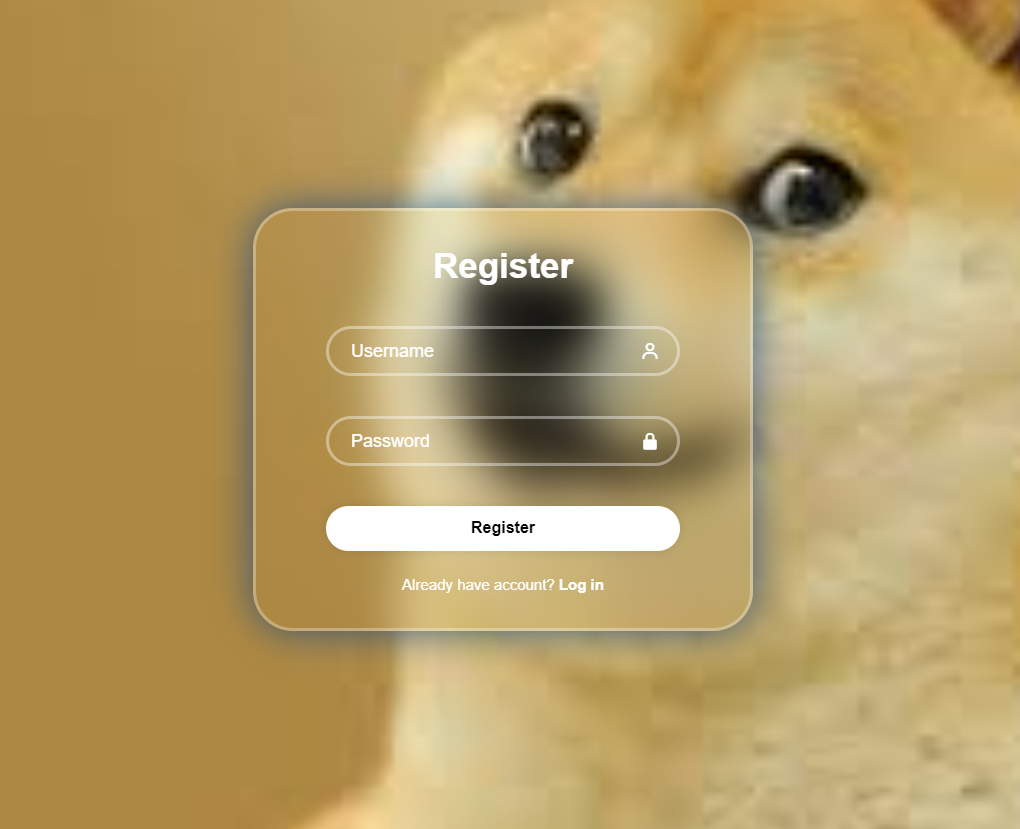 Register
Username
Password
Register
Already have account? Log in